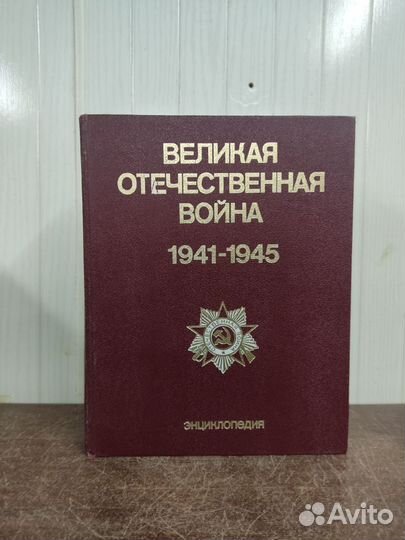 ВЕЛИКАЯ
ОТЕЧЕСТВЕННАЯ
ВОЙНА
1941-1945
ЭНЦИКЛОПЕДИЯ
Avito